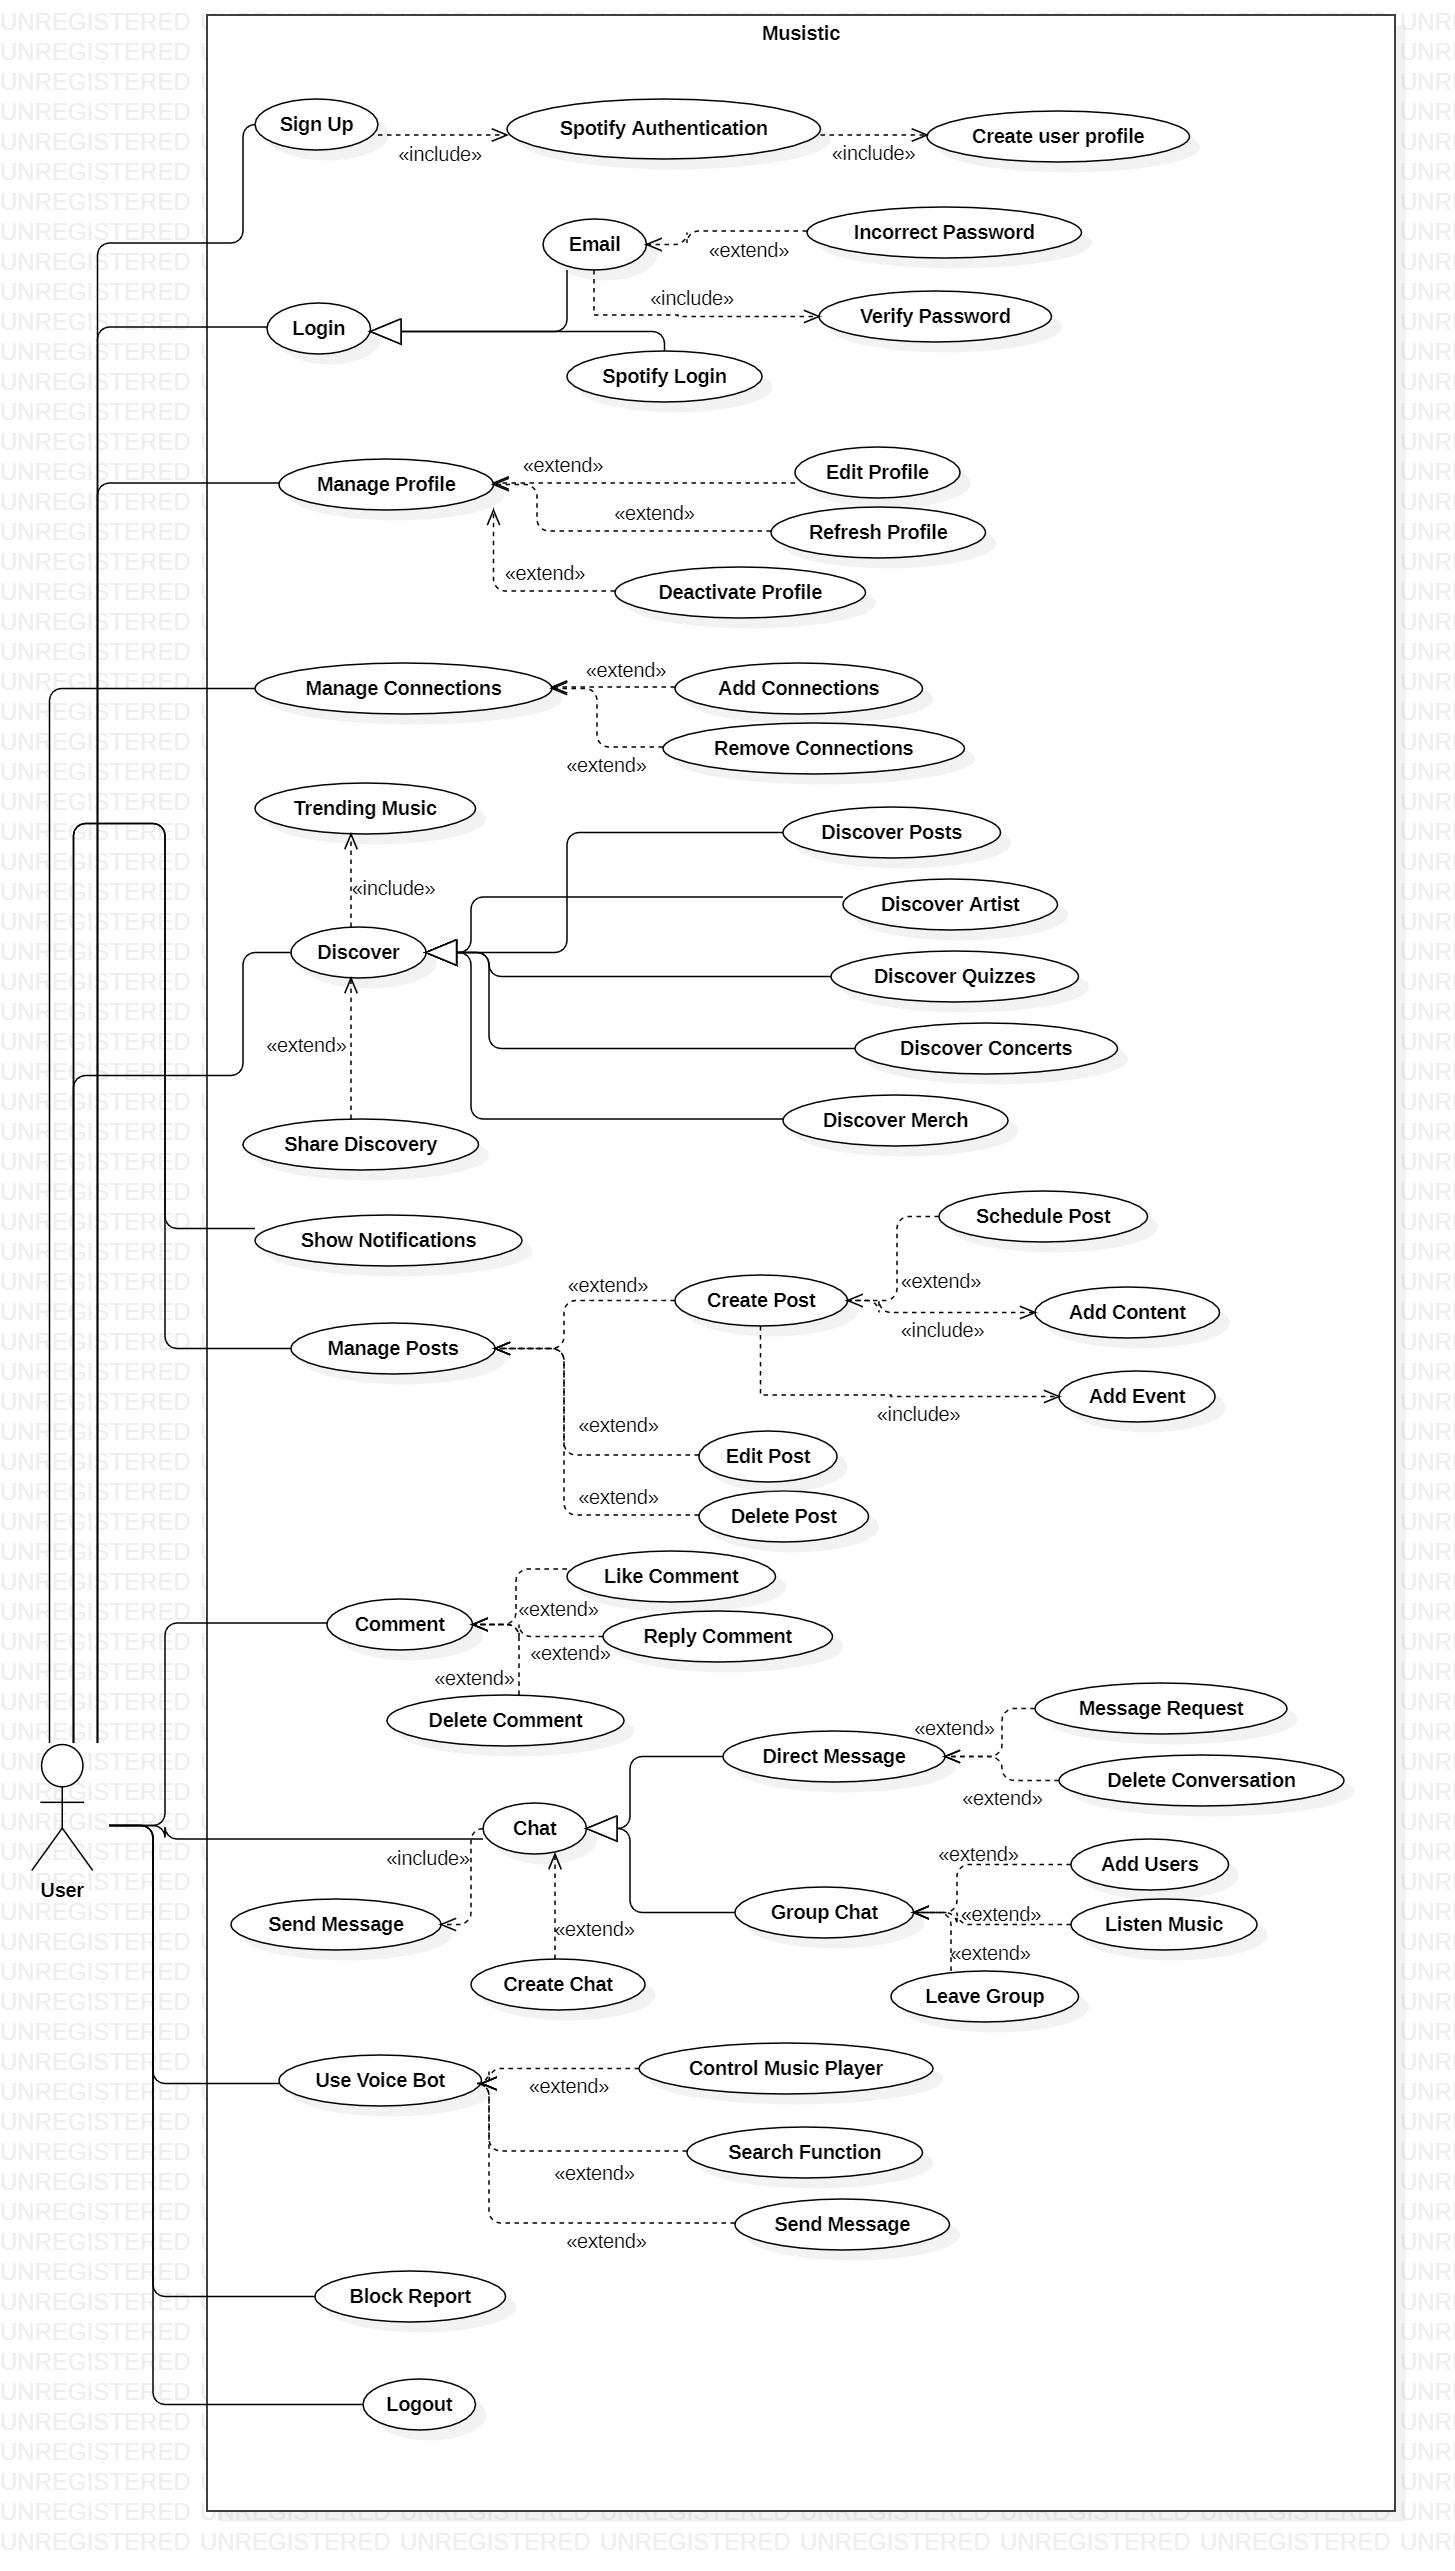 Musistic
Sign Up
Spotify Authentication
Create user profile
«include»
«include»
Email
Incorrect Password
«extend»
«include»
Login
Verify Password
Spotify Login
«extend»
Edit Profile
Manage Profile
«extend»
Refresh Profile
«extend»
Deactivate Profile
«extend»
Manage Connections
Add Connections
Remove Connections
«extend»
Trending Music
Discover Posts
«include»
Discover Artist
Discover
Discover Quizzes
«extend»
Discover Concerts
Discover Merch
Share Discovery
Schedule Post
Show Notifications
«extend»
«extend»
Create Post
Add Content
«include»
Manage Posts
Add Event
«include»
«extend»
Edit Post
«extend»
Delete Post
Like Comment
«extend»
Comment
Reply Comment
«extend»
«extend»
Delete Comment
Message Request
«extend»
Direct Message
Delete Conversation
«extend»
Chat
«include»
«extend»
Add Users
User
Group Chat
«extend»
Listen Music
Send Message
«extend»
«extend»
Create Chat
Leave Group
Use Voice Bot
Control Music Player
«extend»
Search Function
«extend»
Send Message
«extend»
Block Report
Logout
UNREGISTERED UNREGISTERED UNREGISTERED UNREGISTERED UNREGISTERED UNREGISTERED UNREGISTERED